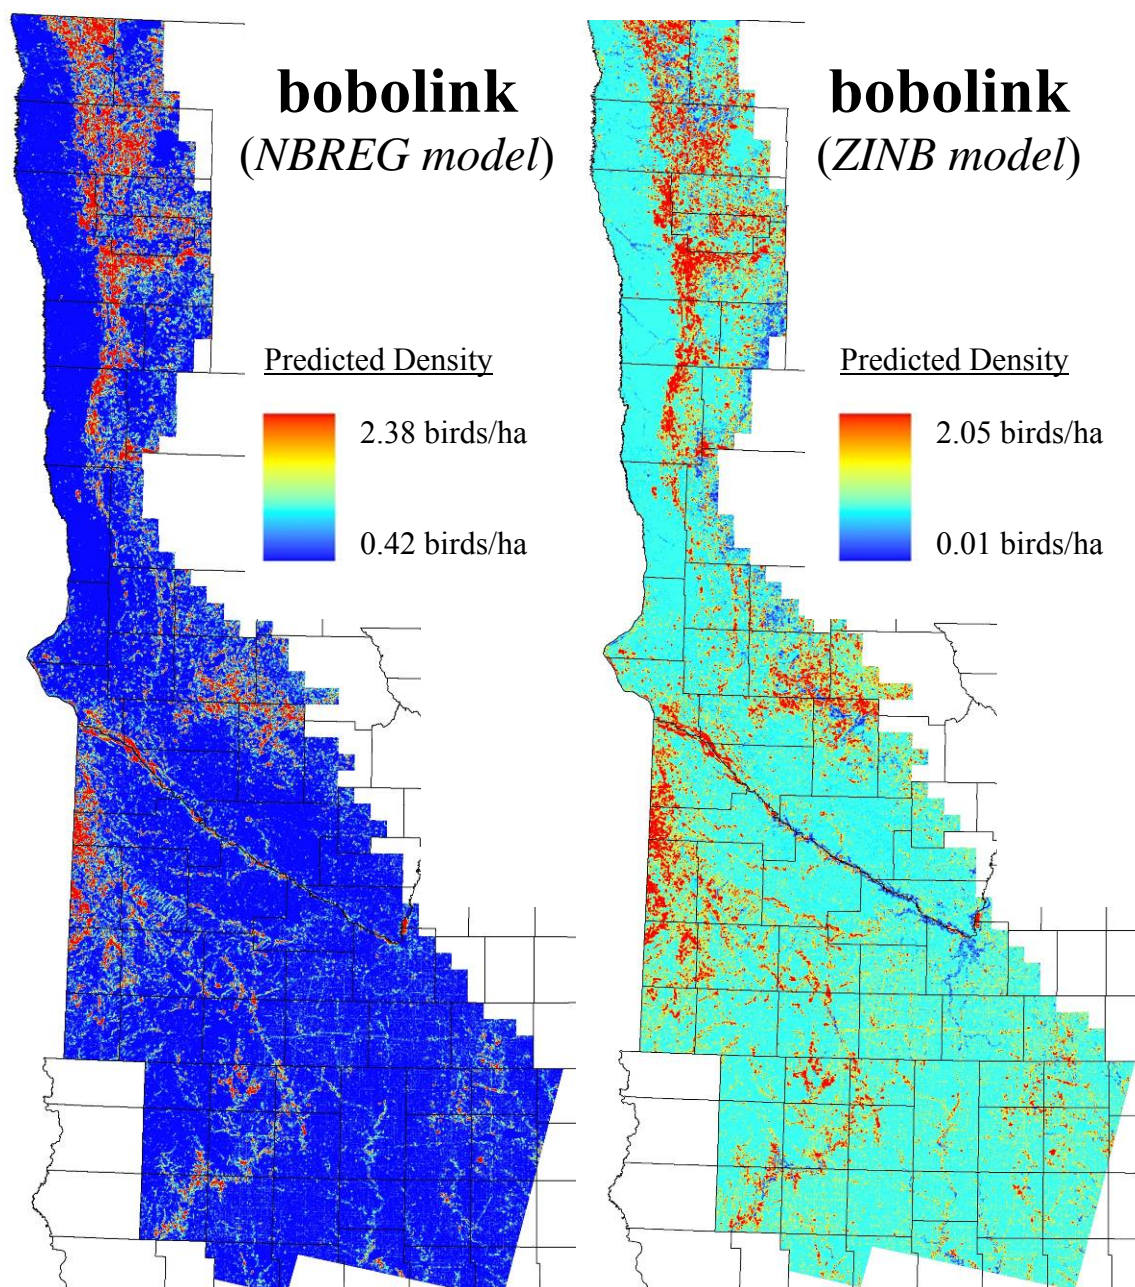 bobolink
(NBREG model)
Predicted Density
2.38 birds/ha
0.42 birds/ha
bobolink
(ZINB model)
Predicted Density
2.05 birds/ha
0.01 birds/ha